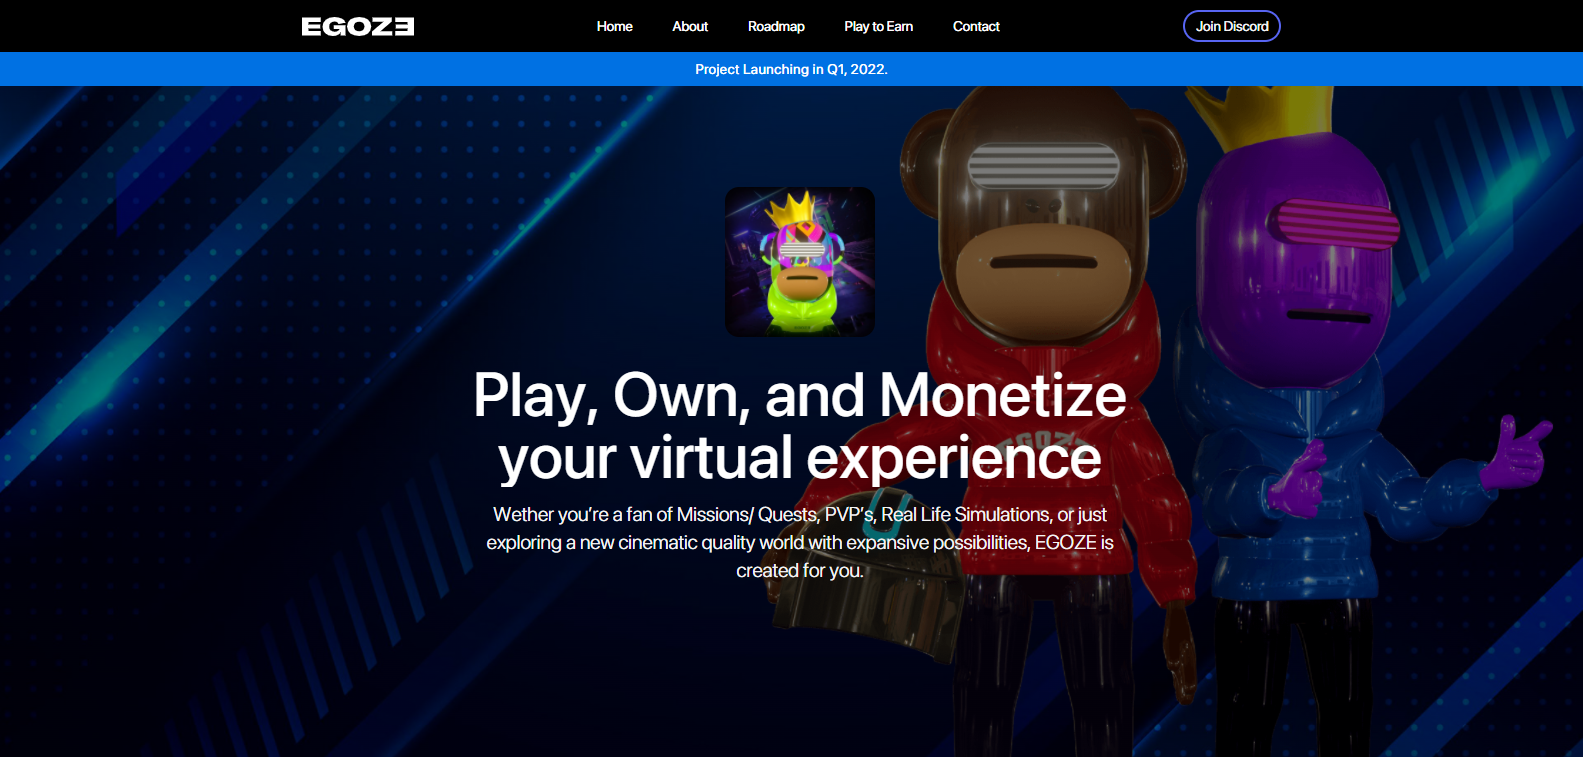 EGOZE
Home
About
Roadmap
Play to Earn
Contact
Join Discord
Project Launching in Q1, 2022.
Play, Own, and Monetize
your virtual experience
Wether you're a fan of Missions/ Quests, PVP's, Real Life Simulations, or just
exploring a new cinematic quality world with expansive possibilities, EGOZE is
created for you.
EGOZE